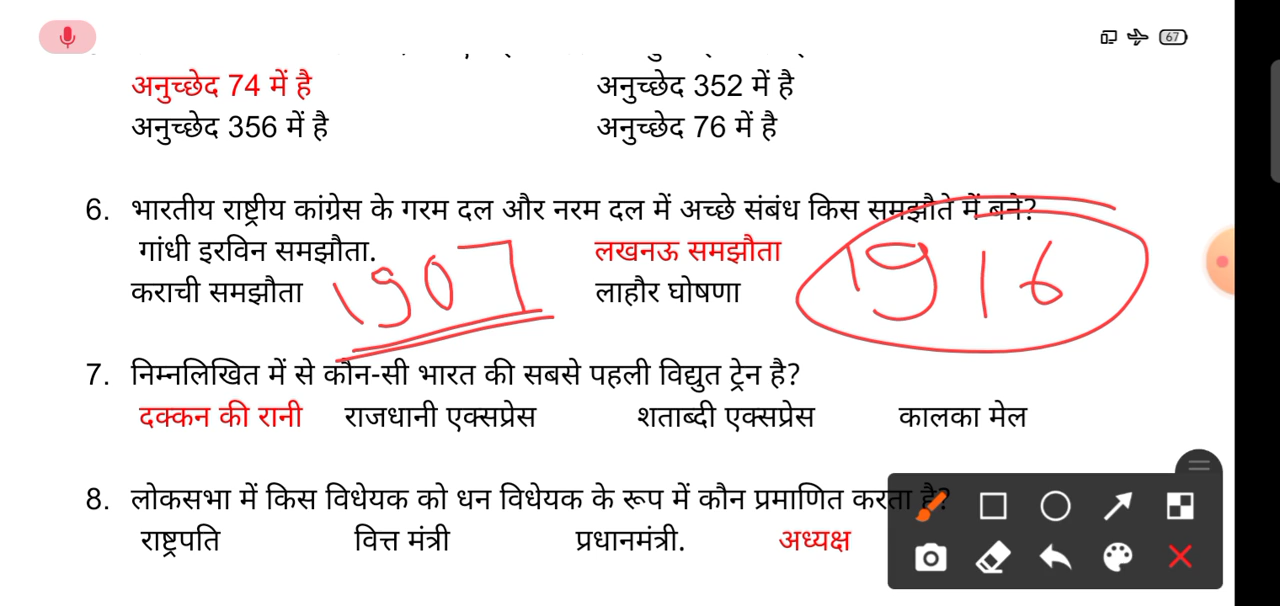 67
अनुच्छेद 74 में है अनुच्छेद 352 में है
अनुच्छेद 356 में है अनुच्छेद 76 में है
6. भारतीय राष्ट्रीय कांग्रेस के गरम दल और नरम दल में अच्छे संबंध किस समझौते में बने?
गांधी इरविन समझौता. लखनऊ समझौता
कराची समझौता 1907 लाहौर घोषणा 1916
7. निम्नलिखित में से कौन-सी भारत की सबसे पहली विद्युत ट्रेन है?
दक्कन की रानी राजधानी एक्सप्रेस शताब्दी एक्सप्रेस कालका मेल
8. लोकसभा में किस विधेयक को धन विधेयक के रूप में कौन प्रमाणित करता है?
राष्ट्रपति वित्त मंत्री प्रधानमंत्री. अध्यक्ष